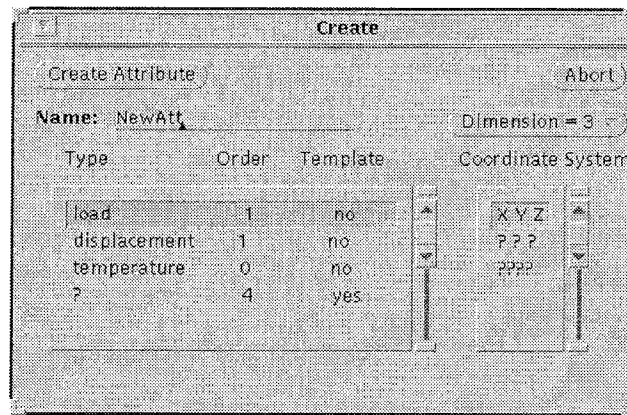 Create
Create Attribute Abort
Name: NewAtt Dimension = 3
Type Order Template Coordinate System
load 1 no X Y Z
displacement 1 no ? ? ?
temperature 0 no ????
? 4 yes